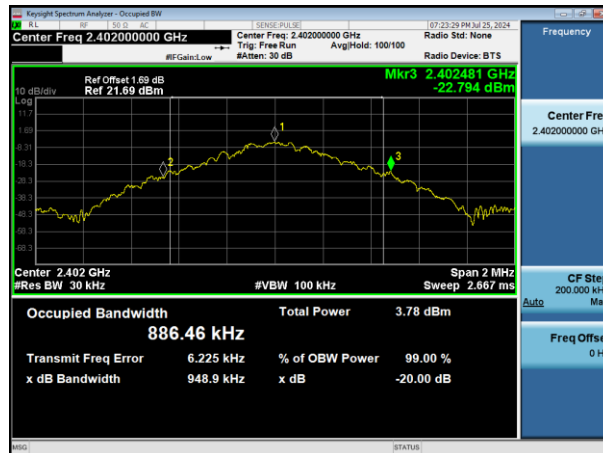 Keysight Spectrum Analyzer - Occupied BW
RL RF 50 Ω AC SENSE:PULSE 07:23:29 PM Jul 25, 2024
Center Freq 2.402000000 GHz
Center Freq: 2.402000000 GHz
Radio Std: None
Trig: Free Run Avg|Hold: 100/100
#IFGain:Low #Atten: 30 dB Radio Device: BTS
Frequency
Ref Offset 1.69 dB
Mkr3 2.402481 GHz
10 dB/div Ref 21.69 dBm -22.794 dBm
Log
11.7
1.69
-8.31
-18.3
-28.3
-38.3
-48.3
-58.3
-68.3
1
2
3
Center 2.402 GHz Span 2 MHz
#Res BW 30 kHz #VBW 100 kHz Sweep 2.667 ms
Occupied Bandwidth Total Power 3.78 dBm
886.46 kHz
Transmit Freq Error 6.225 kHz % of OBW Power 99.00 %
x dB Bandwidth 948.9 kHz x dB -20.00 dB
Center Fre
2.402000000 GH
CF Ste
200.000 kH
Auto Ma
Freq Offse
0 H
MSG STATUS